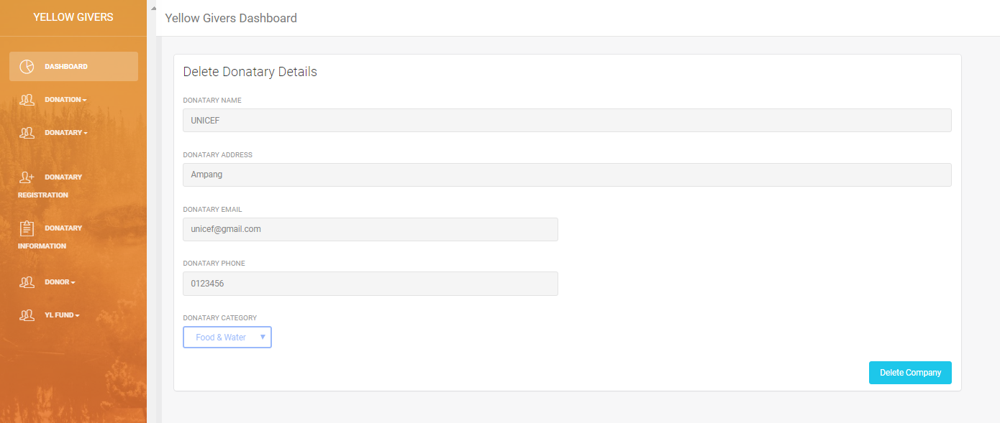 YELLOW GIVERS
DASHBOARD
DONATION
DONATARY
DONATARY
REGISTRATION
DONATARY
INFORMATION
DONOR
YL FUND
Yellow Givers Dashboard
Delete Donatary Details
DONATARY NAME
UNICEF
DONATARY ADDRESS
Ampang
DONATARY EMAIL
unicef@gmail.com
DONATARY PHONE
0123456
DONATARY CATEGORY
Food & Water
Delete Company